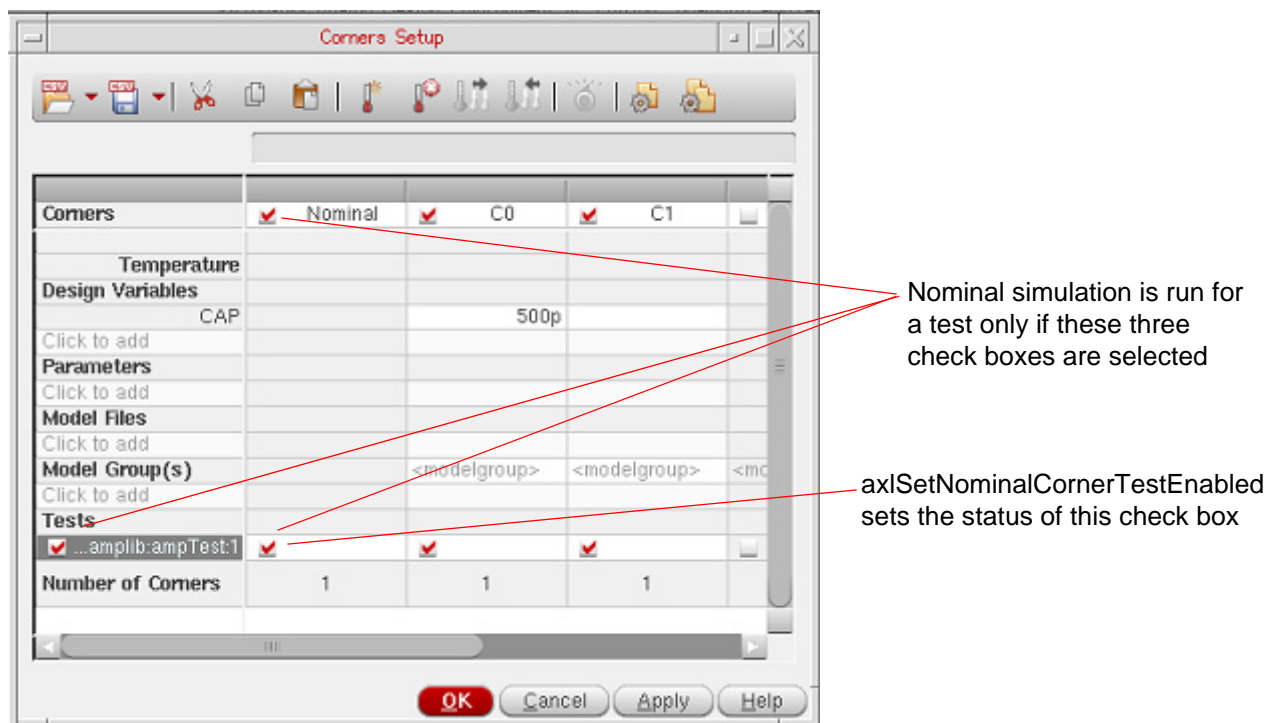 Corners Setup
CSV CSV
Corners Nominal C0 C1
Temperature
Design Variables
CAP 500p
Click to add
Parameters
Click to add
Model Files
Click to add
Model Group(s) <modelgroup> <modelgroup> <mo
Click to add
Tests
...amplib:ampTest:1
Number of Corners 1 1 1
OK Cancel Apply Help
Nominal simulation is run for
a test only if these three
check boxes are selected
axlSetNominalCornerTestEnabled
sets the status of this check box